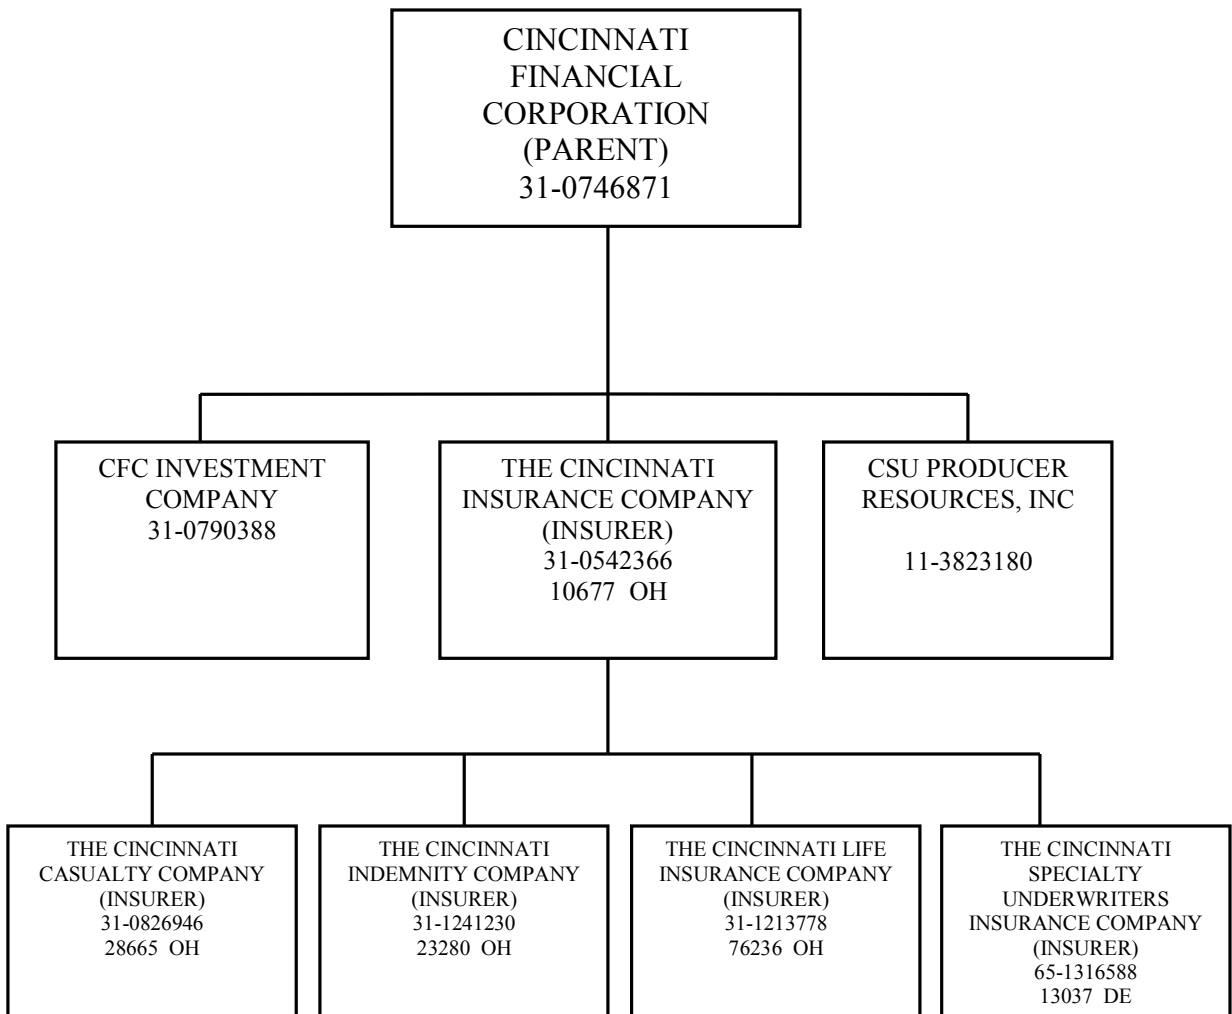 CINCINNATI
FINANCIAL
CORPORATION
(PARENT)
31-0746871
CFC INVESTMENT
COMPANY
31-0790388
THE CINCINNATI
INSURANCE COMPANY
(INSURER)
31-0542366
10677 OH
CSU PRODUCER
RESOURCES, INC
11-3823180
THE CINCINNATI
CASUALTY COMPANY
(INSURER)
31-0826946
28665 OH
THE CINCINNATI
INDEMNITY COMPANY
(INSURER)
31-1241230
23280 OH
THE CINCINNATI LIFE
INSURANCE COMPANY
(INSURER)
31-1213778
76236 OH
THE CINCINNATI
SPECIALTY
UNDERWRITERS
INSURANCE COMPANY
(INSURER)
65-1316588
13037 DE